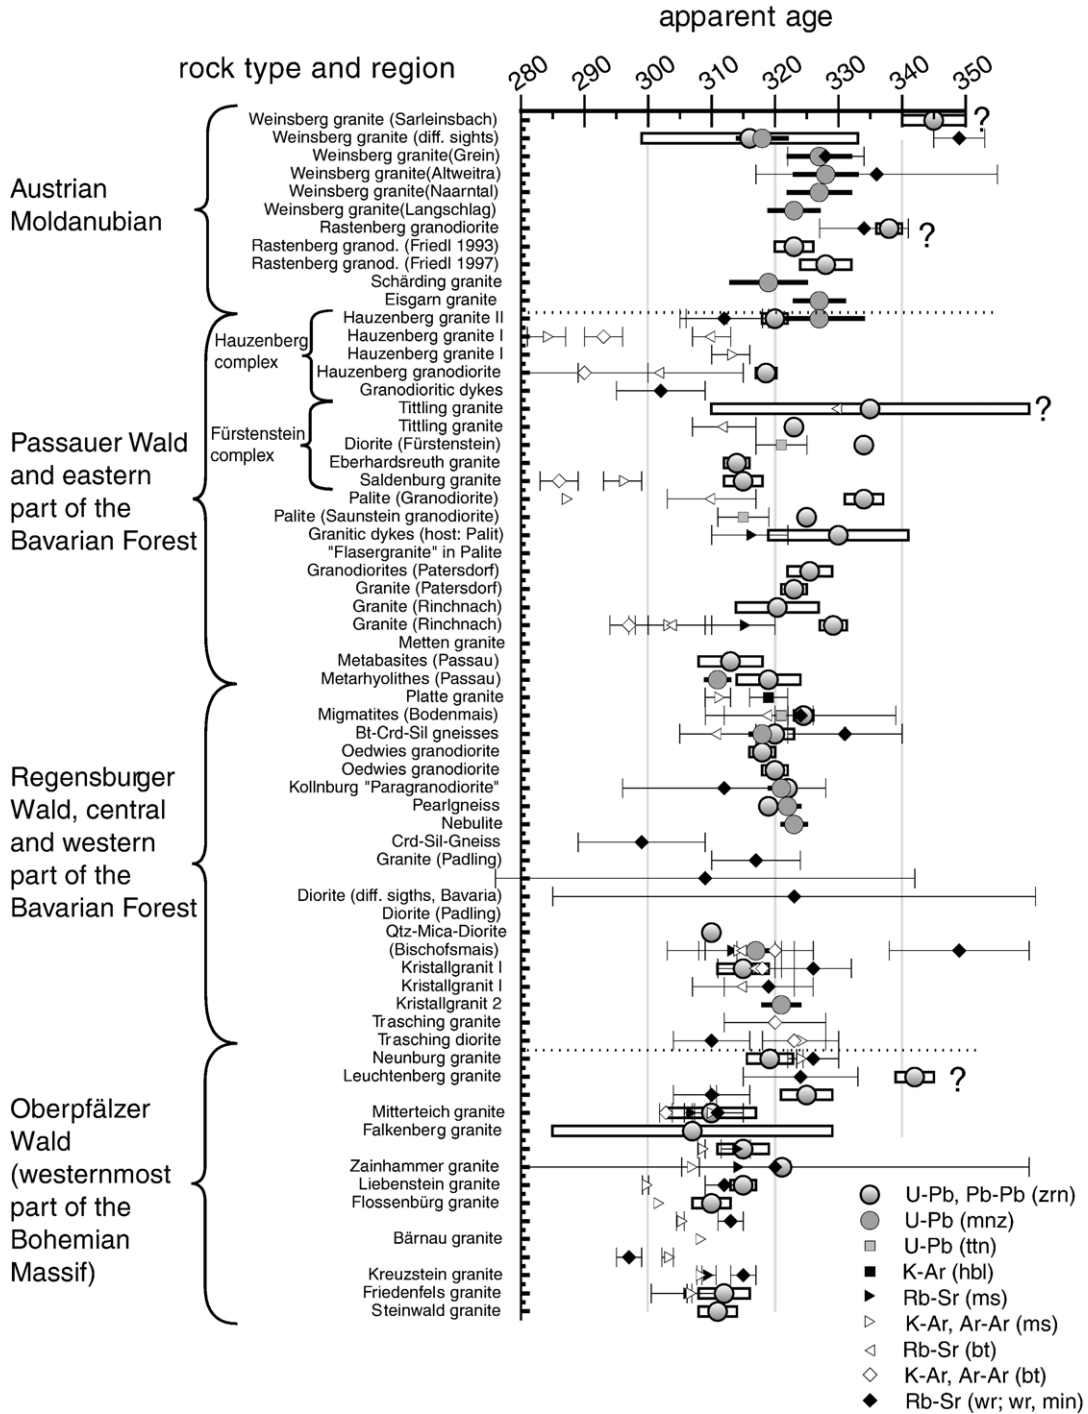 apparent age
rock type and region
280 290 300 310 320 330 340 350
Austrian
Moldanubian
Weinsberg granite (Sarleinsbach)
?
Weinsberg granite (diff. sights)
Weinsberg granite(Grein)
Weinsberg granite(Altweitra)
Weinsberg granite(Naarntal)
Weinsberg granite(Langschlag)
Rastenberg granodiorite
?
Rastenberg granod. (Friedl 1993)
Rastenberg granod. (Friedl 1997)
Schärding granite
Eisgarn granite
Passauer Wald
and eastern
part of the
Bavarian Forest
Hauzenberg
complex
Hauzenberg granite II
Hauzenberg granite I
Hauzenberg granite I
Hauzenberg granodiorite
Granodioritic dykes
Fürstenstein
complex
Tittling granite
?
Tittling granite
Diorite (Fürstenstein)
Eberhardsreuth granite
Saldenburg granite
Palite (Granodiorite)
Palite (Saunstein granodiorite)
Granitic dykes (host: Palit)
"Flasergranite" in Palite
Granodiorites (Patersdorf)
Granite (Patersdorf)
Granite (Rinchnach)
Granite (Rinchnach)
Metten granite
Metabasites (Passau)
Metarhyolithes (Passau)
Regensburger
Wald, central
and western
part of the
Bavarian Forest
Platte granite
Migmatites (Bodenmais)
Bt-Crd-Sil gneisses
Oedwies granodiorite
Oedwies granodiorite
Kollnburg "Paragranodiorite"
Pearlgneiss
Nebulite
Crd-Sil-Gneiss
Granite (Padling)
Diorite (diff. sigths, Bavaria)
Diorite (Padling)
Qtz-Mica-Diorite
(Bischofsmais)
Kristallgranit I
Kristallgranit I
Kristallgranit 2
Trasching granite
Trasching diorite
Oberpfälzer
Wald
(westernmost
part of the
Bohemian
Massif)
Neunburg granite
Leuchtenberg granite
?
Mitterteich granite
Falkenberg granite
Zainhammer granite
Liebenstein granite
Flossenbürg granite
Bärnau granite
Kreuzstein granite
Friedenfels granite
Steinwald granite
U-Pb, Pb-Pb (zrn)
U-Pb (mnz)
U-Pb (ttn)
K-Ar (hbl)
Rb-Sr (ms)
K-Ar, Ar-Ar (ms)
Rb-Sr (bt)
K-Ar, Ar-Ar (bt)
Rb-Sr (wr; wr, min)